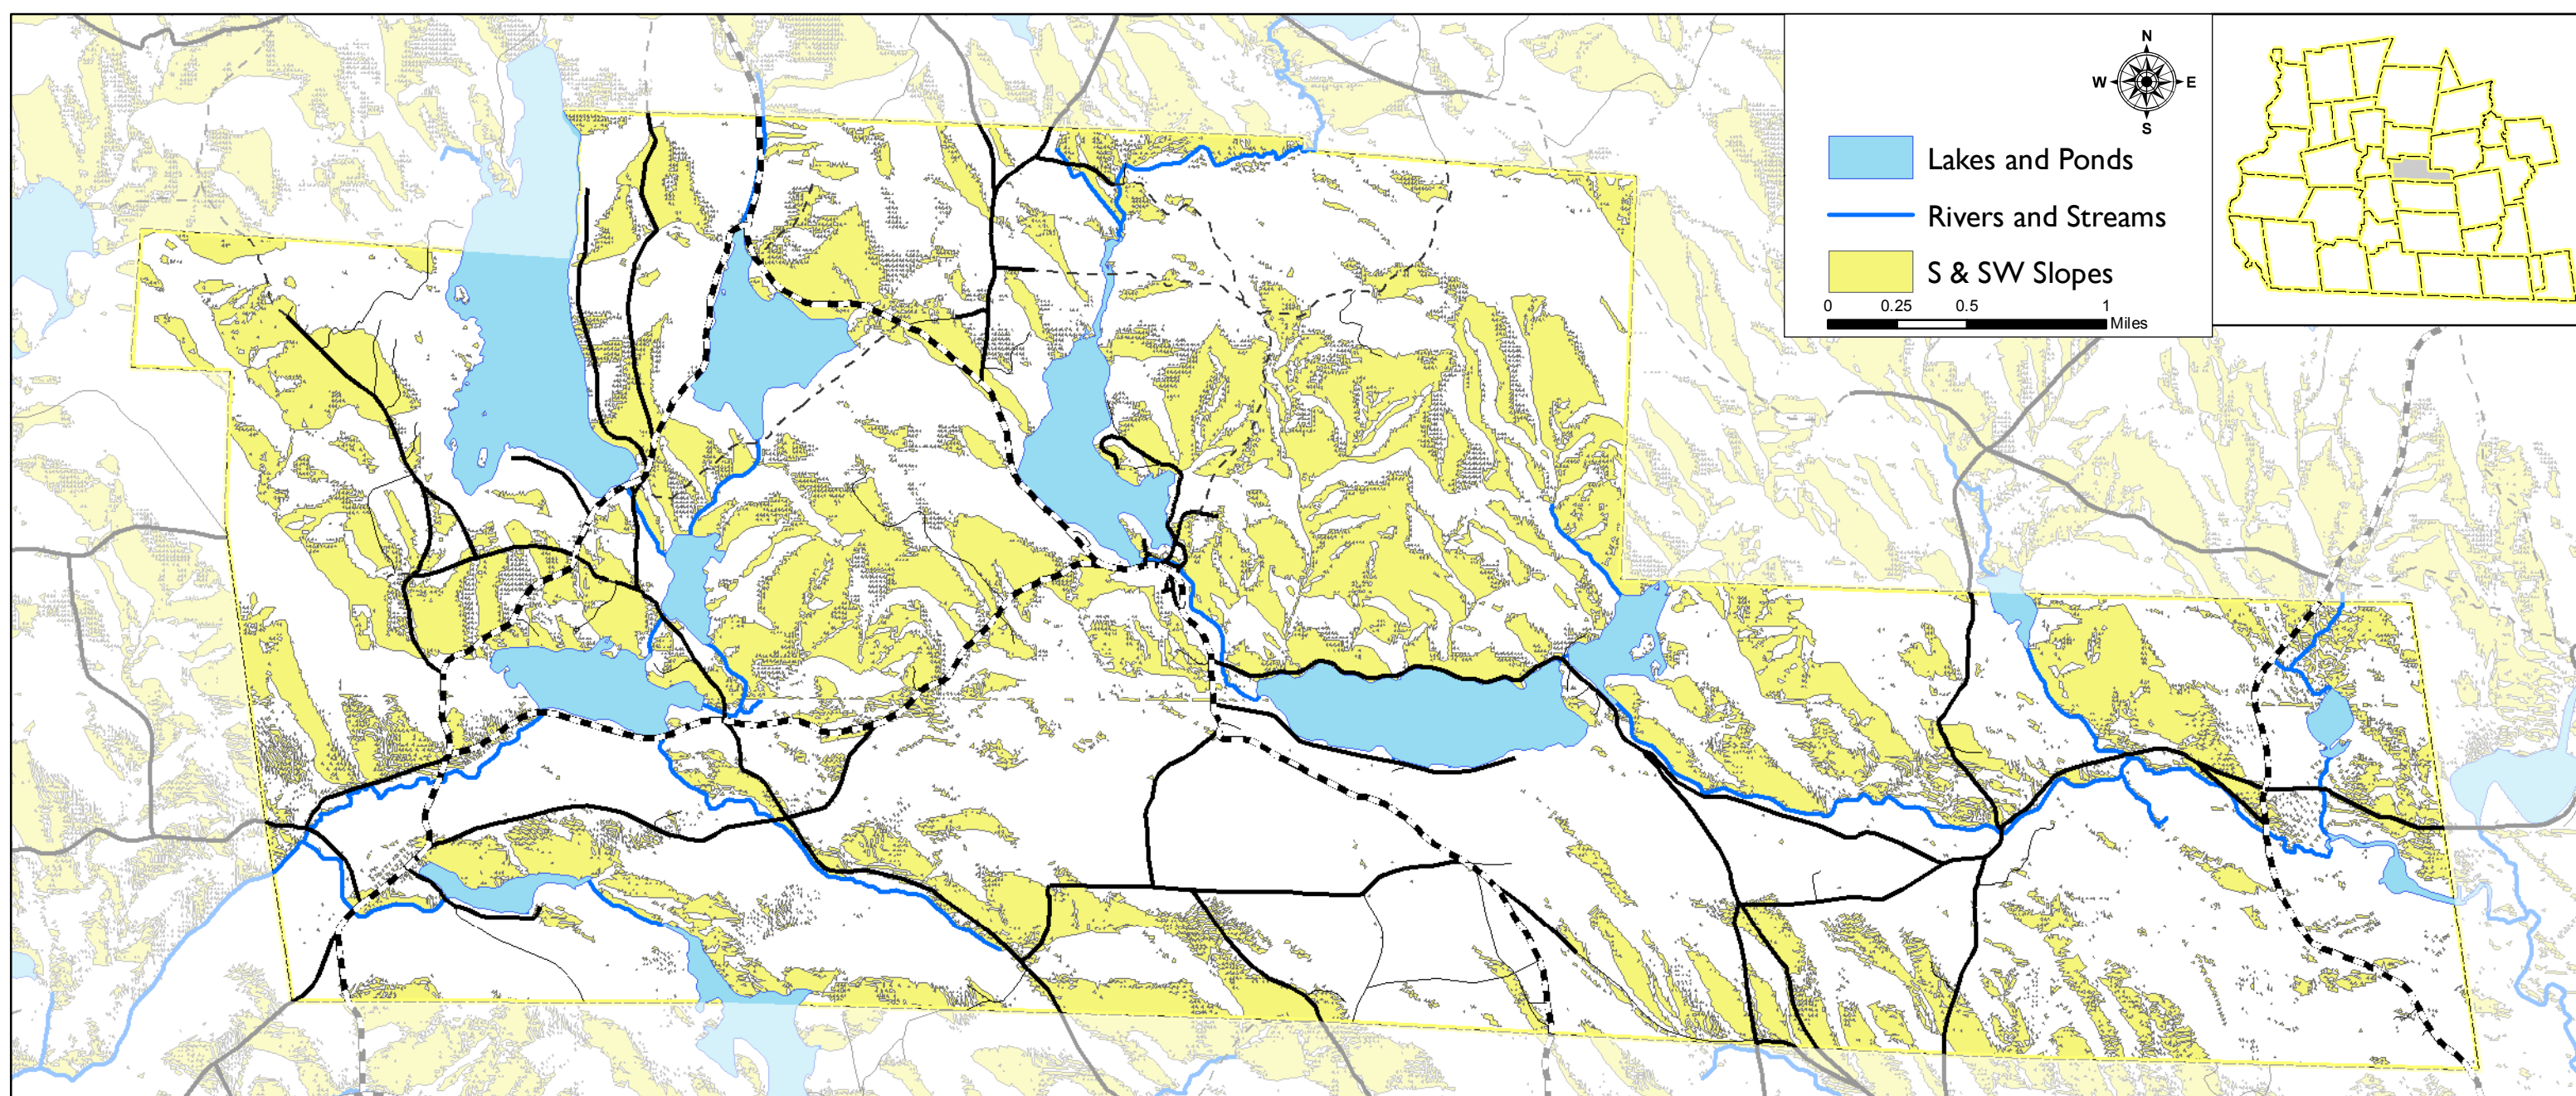 N
W E
S
Lakes and Ponds
Rivers and Streams
S & SW Slopes
0 0.25 0.5 1
Miles